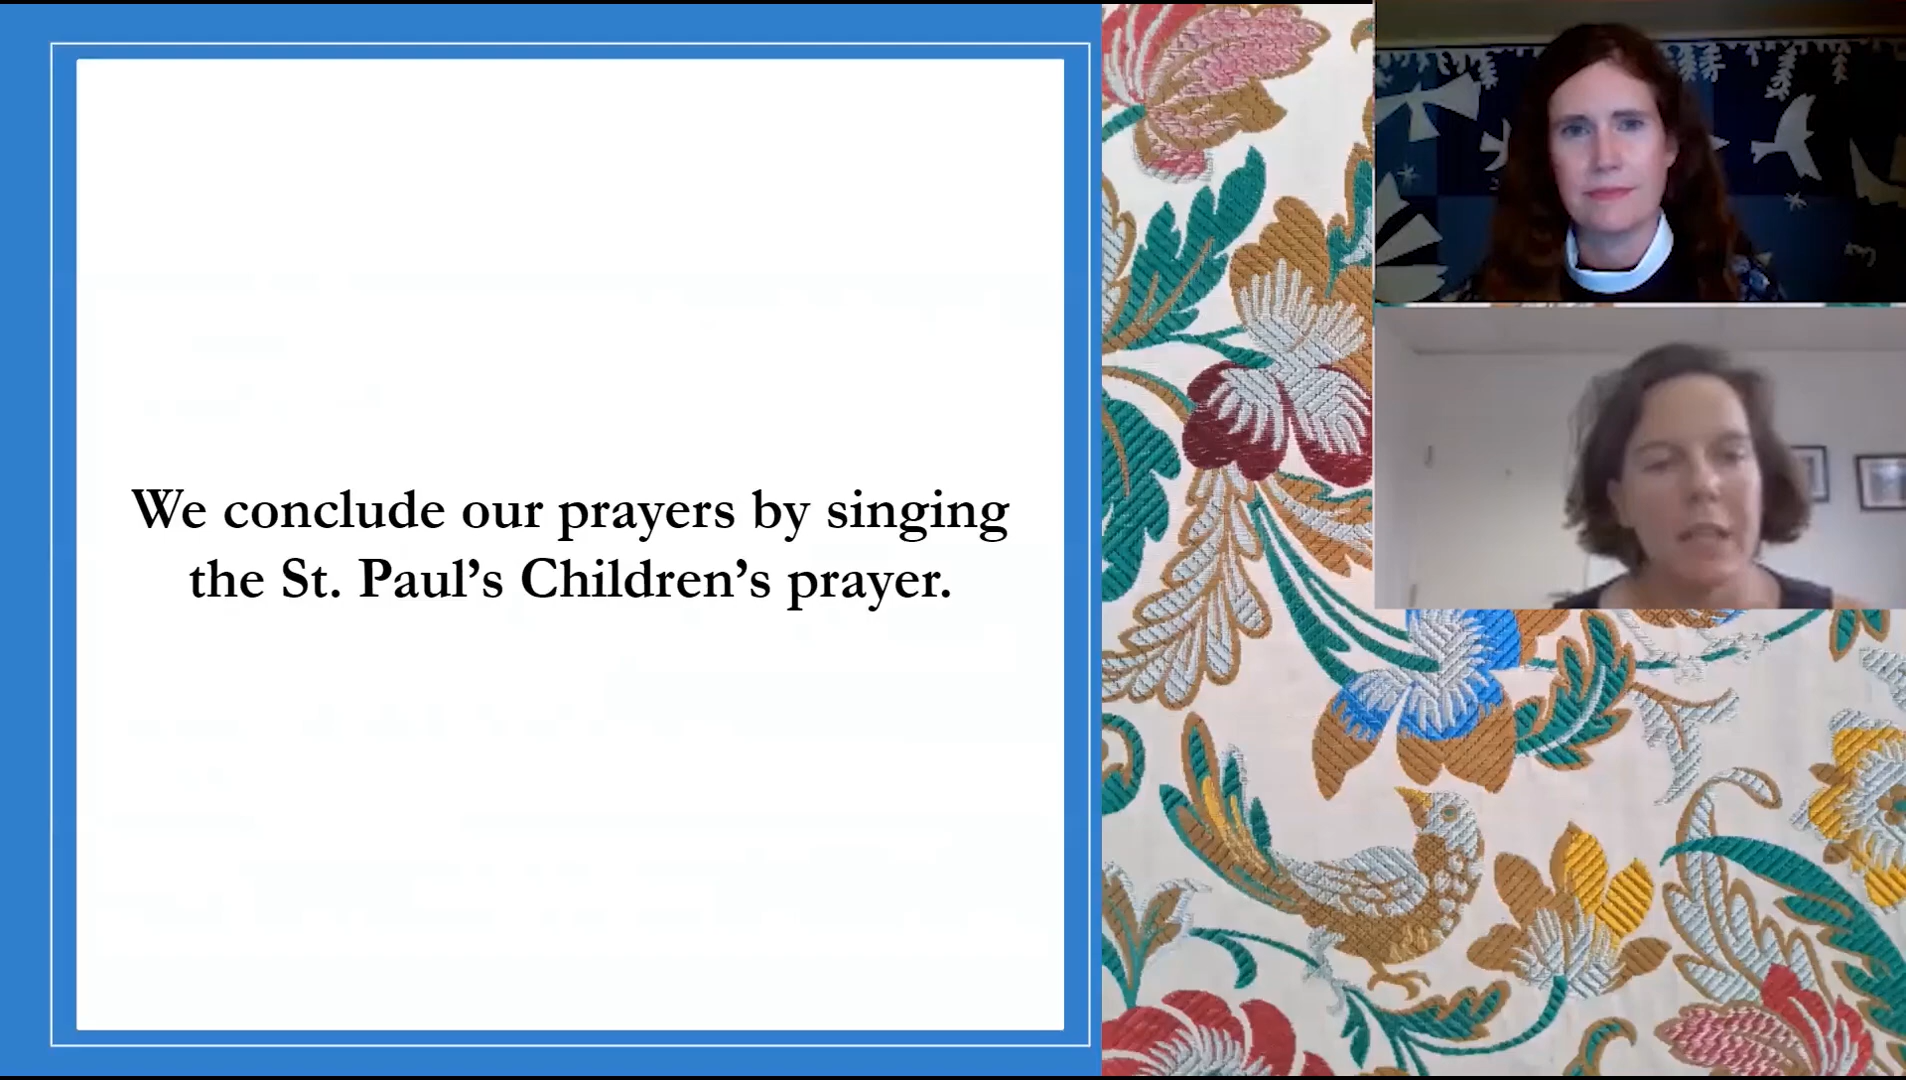 We conclude our prayers by singing
the St. Paul’s Children’s prayer.